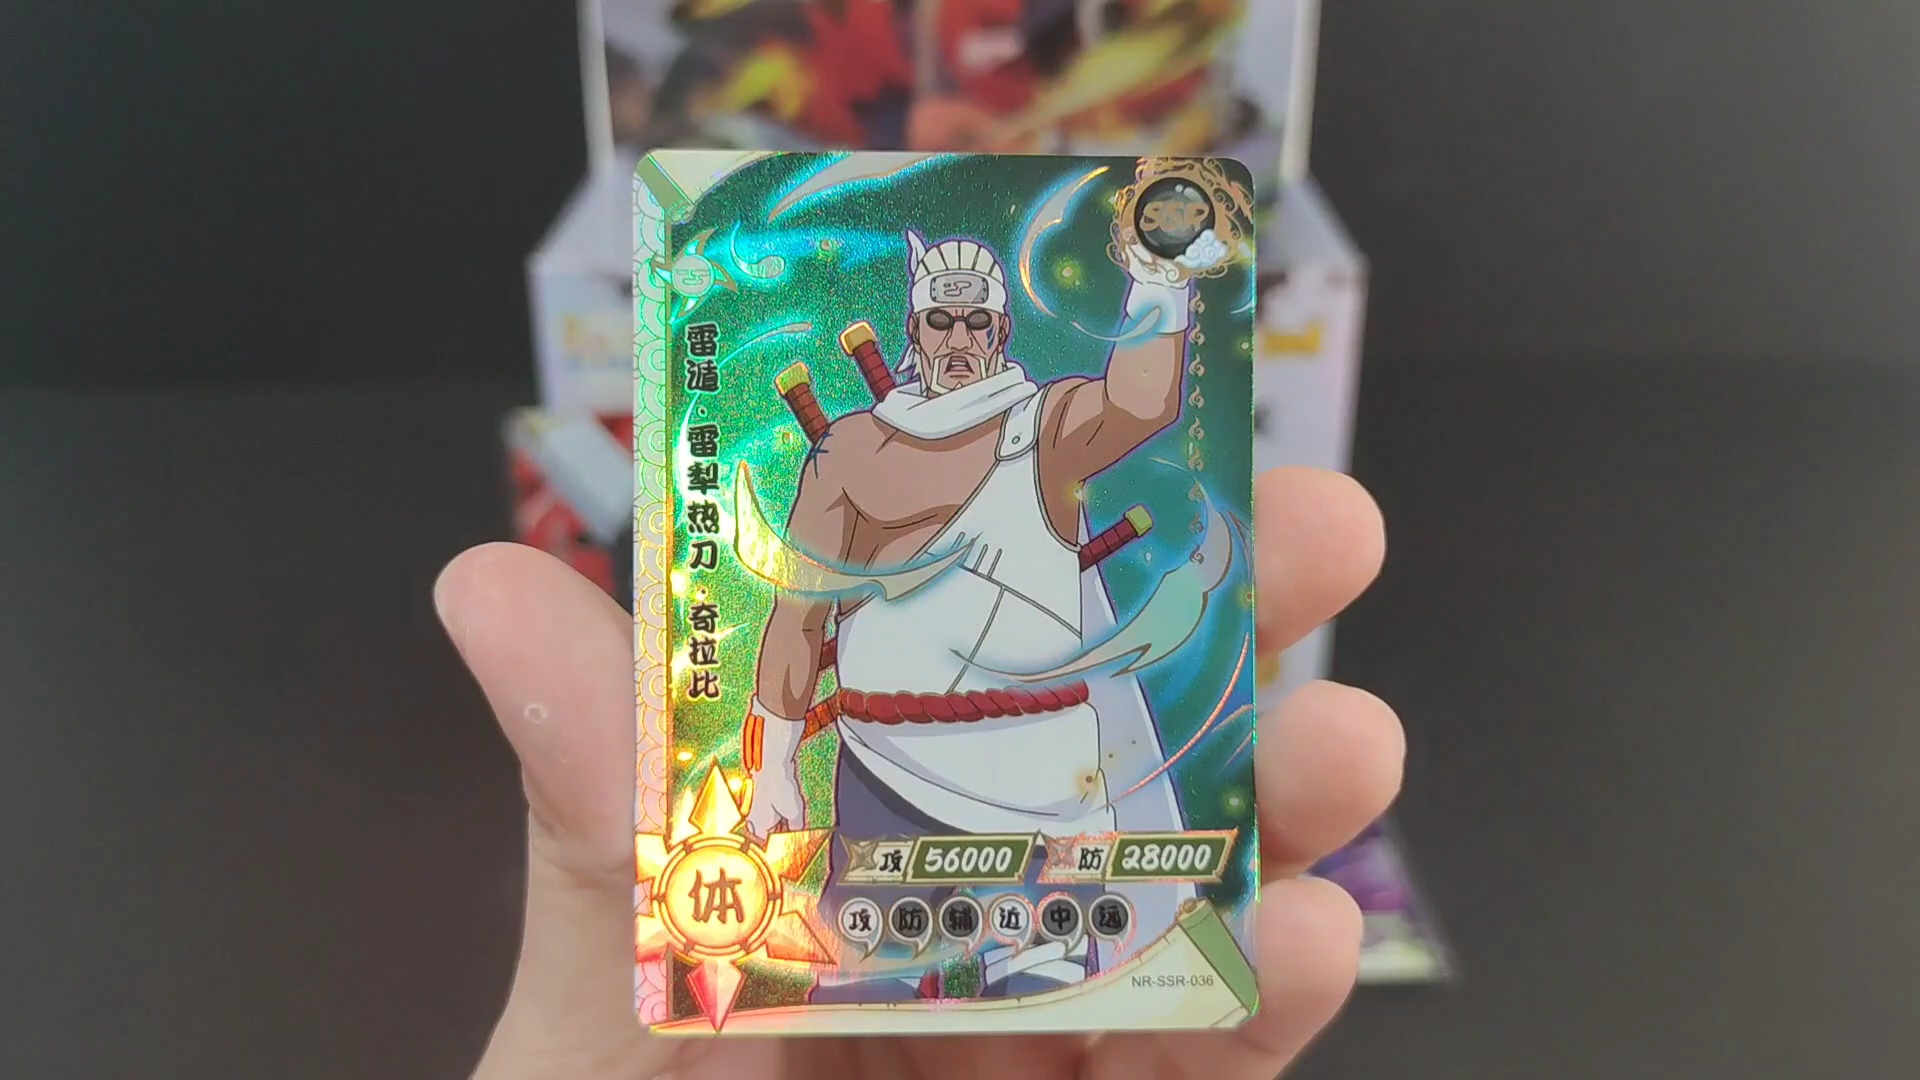 SSR
雷遁·雷犁热刀·奇拉比
攻 56000 防 28000
体
攻 防 辅 近 中 远
NR-SSR-036